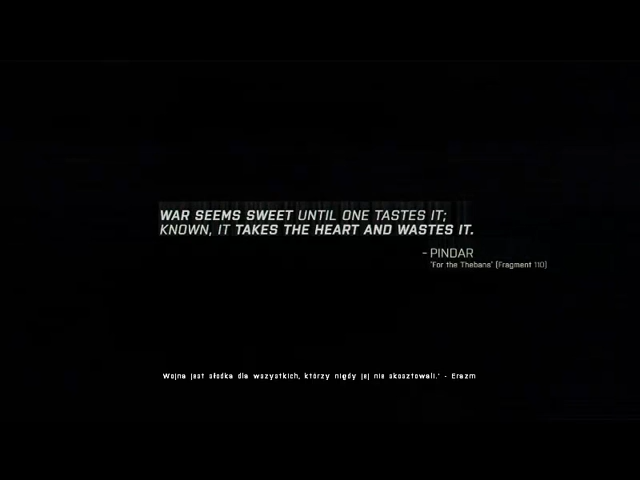 WAR SEEMS SWEET UNTIL ONE TASTES IT;
KNOWN, IT TAKES THE HEART AND WASTES IT.
- PINDAR
'For the Thebans' [Fragment 110]
Wojna jest słodka dla wszystkich, którzy nigdy jej nie skosztowali." - Erazm